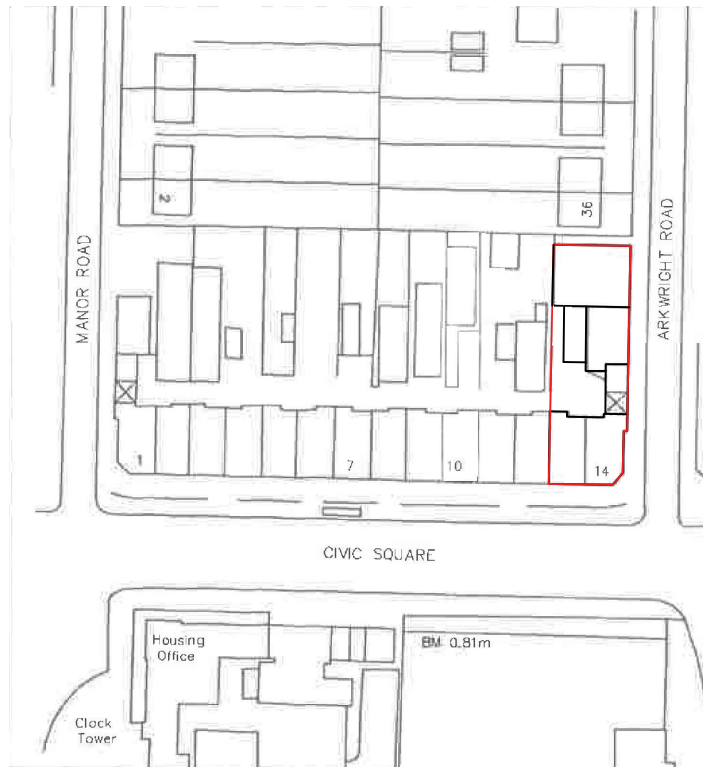 2
36
MANOR ROAD
ARKWRIGHT ROAD
1
7
10
14
CIVIC SQUARE
Housing
Office
BM 0.81m
Clock
Tower